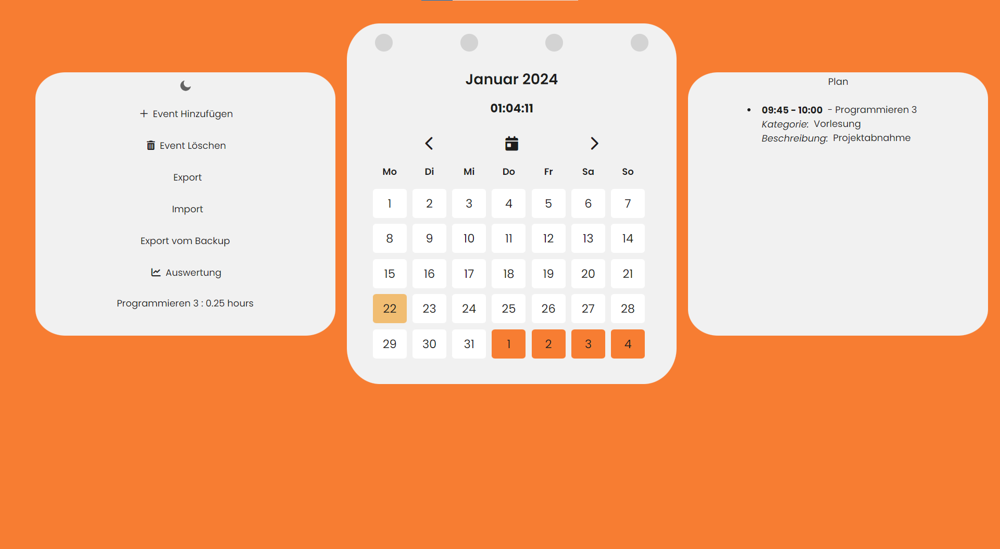 Event Hinzufügen
Event Löschen
Export
Import
Export vom Backup
Auswertung
Programmieren 3 : 0.25 hours
Januar 2024
01:04:11
Mo Di Mi Do Fr Sa So
1 2 3 4 5 6 7
8 9 10 11 12 13 14
15 16 17 18 19 20 21
22 23 24 25 26 27 28
29 30 31 1 2 3 4
Plan
• 09:45 - 10:00 - Programmieren 3
Kategorie: Vorlesung
Beschreibung: Projektabnahme